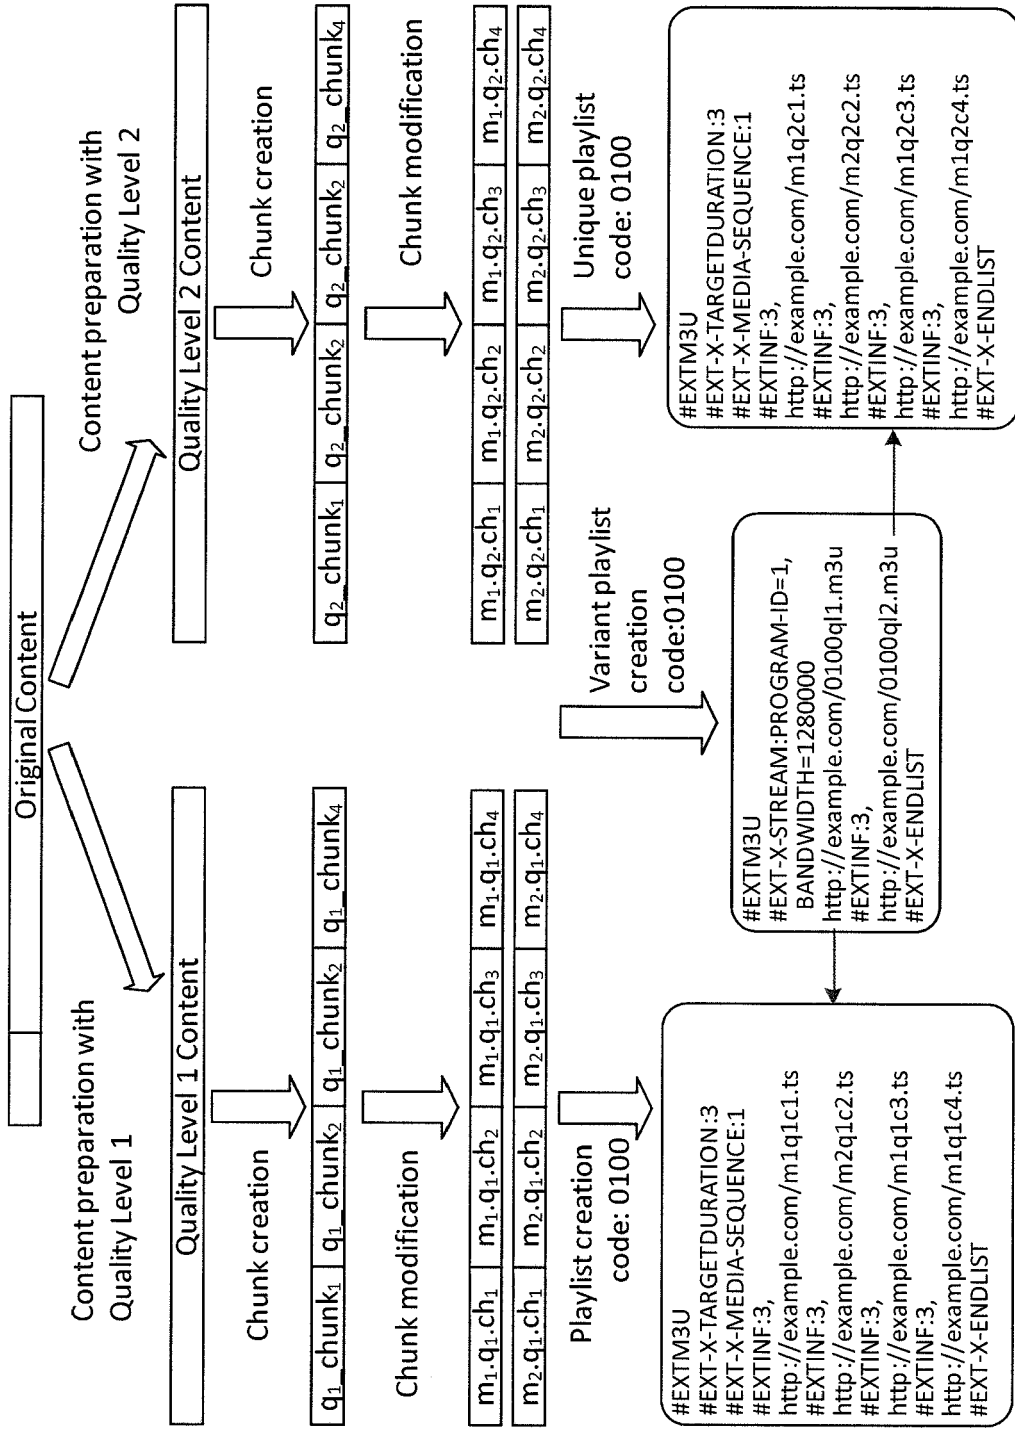 Original Content
Content preparation with
Quality Level 1
Content preparation with
Quality Level 2
Quality Level 1 Content
Quality Level 2 Content
Chunk creation
Chunk creation
q₁_chunk₁ q₁_chunk₂ q₁_chunk₂ q₁_chunk₄
q₂_chunk₁ q₂_chunk₂ q₂_chunk₂ q₂_chunk₄
Chunk modification
Chunk modification
m₁.q₁.ch₁ m₁.q₁.ch₂ m₁.q₁.ch₃ m₁.q₁.ch₄
m₂.q₁.ch₁ m₂.q₁.ch₂ m₂.q₁.ch₃ m₂.q₁.ch₄
m₁.q₂.ch₁ m₁.q₂.ch₂ m₁.q₂.ch₃ m₁.q₂.ch₄
m₂.q₂.ch₁ m₂.q₂.ch₂ m₂.q₂.ch₃ m₂.q₂.ch₄
Playlist creation
code: 0100
Variant playlist
creation
code:0100
Unique playlist
code: 0100
#EXTM3U
#EXT-X-TARGETDURATION:3
#EXT-X-MEDIA-SEQUENCE:1
#EXTINF:3,
http://example.com/m1q1c1.ts
#EXTINF:3,
http://example.com/m2q1c2.ts
#EXTINF:3,
http://example.com/m1q1c3.ts
#EXTINF:3,
http://example.com/m1q1c4.ts
#EXT-X-ENDLIST
#EXTM3U
#EXT-X-STREAM:PROGRAM-ID=1,
BANDWIDTH=1280000
http://example.com/0100ql1.m3u
#EXTINF:3,
http://example.com/0100ql2.m3u
#EXT-X-ENDLIST
#EXTM3U
#EXT-X-TARGETDURATION:3
#EXT-X-MEDIA-SEQUENCE:1
#EXTINF:3,
http://example.com/m1q2c1.ts
#EXTINF:3,
http://example.com/m2q2c2.ts
#EXTINF:3,
http://example.com/m1q2c3.ts
#EXTINF:3,
http://example.com/m1q2c4.ts
#EXT-X-ENDLIST